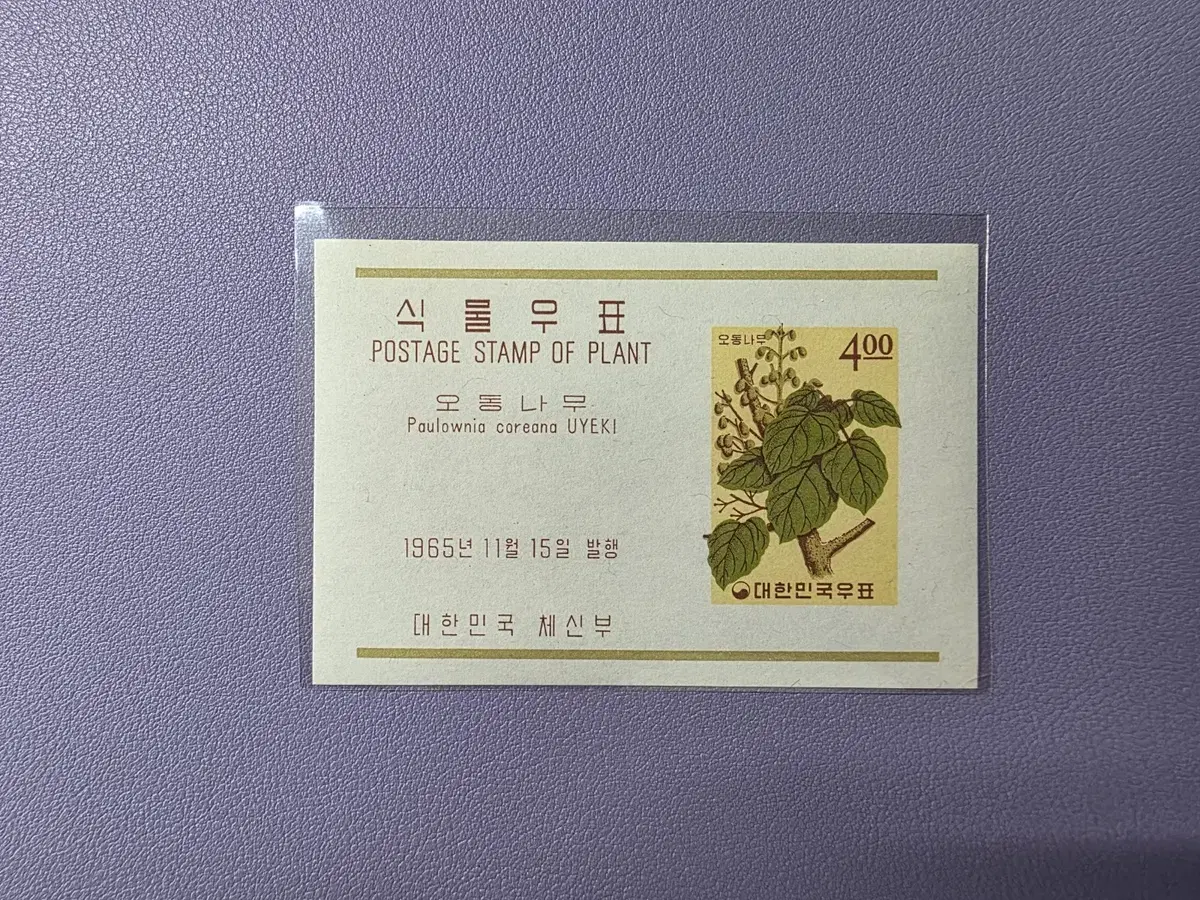 식물우표
POSTAGE STAMP OF PLANT
오동나무
Paulownia coreana UYEKI
1965년 11월 15일 발행
대한민국 체신부
오동나무
400
대한민국우표